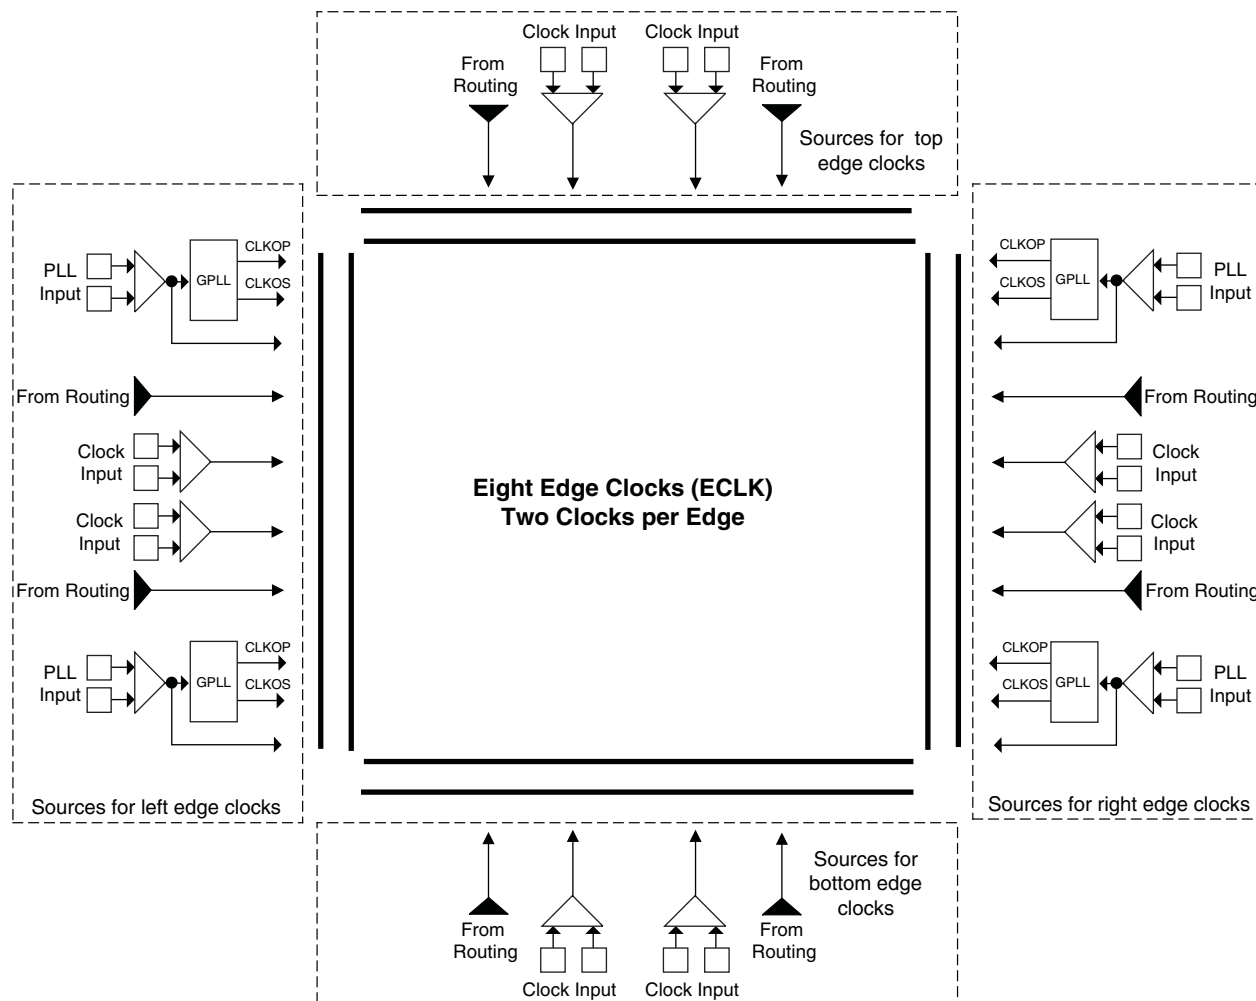 Clock Input
Clock Input
From
Routing
From
Routing
Sources for top
edge clocks
PLL
Input
GPLL
CLKOP
CLKOS
From Routing
Clock
Input
Clock
Input
From Routing
PLL
Input
GPLL
CLKOP
CLKOS
Sources for left edge clocks
Eight Edge Clocks (ECLK)
Two Clocks per Edge
CLKOP
CLKOS
GPLL
PLL
Input
From Routing
Clock
Input
Clock
Input
From Routing
CLKOP
CLKOS
GPLL
PLL
Input
Sources for right edge clocks
Sources for
bottom edge
clocks
From
Routing
From
Routing
Clock Input
Clock Input